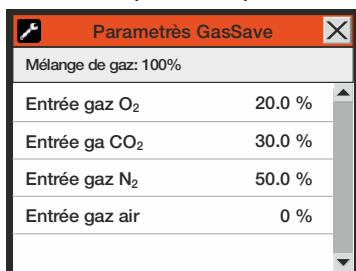 Parametrès GasSave
Mélange de gaz: 100%
Entrée gaz O₂ 20.0 %
Entrée ga CO₂ 30.0 %
Entrée gaz N₂ 50.0 %
Entrée gaz air 0 %